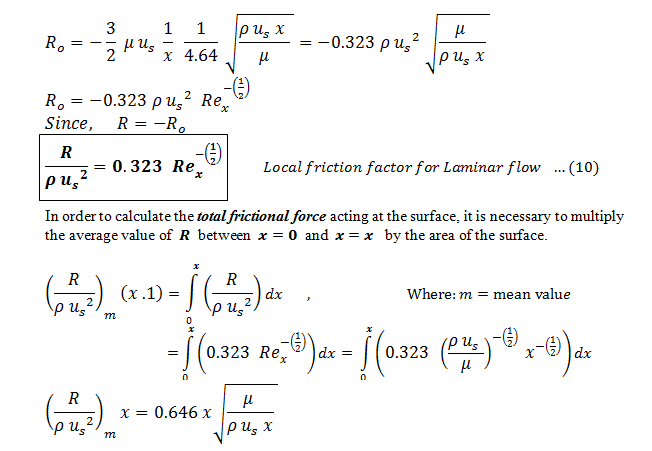 R_o = −3/2 μ u_s 1/x 1/4.64 √(ρ u_s x / μ) = −0.323 ρ u_s² √(μ / ρ u_s x)
R_o = −0.323 ρ u_s² Re_x^−(1/2)
Since, R = −R_o
R / ρ u_s² = 0.323 Re_x^−(1/2) Local friction factor for Laminar flow ... (10)
In order to calculate the total frictional force acting at the surface, it is necessary to multiply
the average value of R between x = 0 and x = x by the area of the surface.
(R / ρ u_s²)_m (x .1) = ∫_0^x (R / ρ u_s²) dx , Where: m = mean value
= ∫_0^x (0.323 Re_x^−(1/2)) dx = ∫_0^x (0.323 (ρ u_s / μ)^−(1/2) x^−(1/2)) dx
(R / ρ u_s²)_m x = 0.646 x √(μ / ρ u_s x)